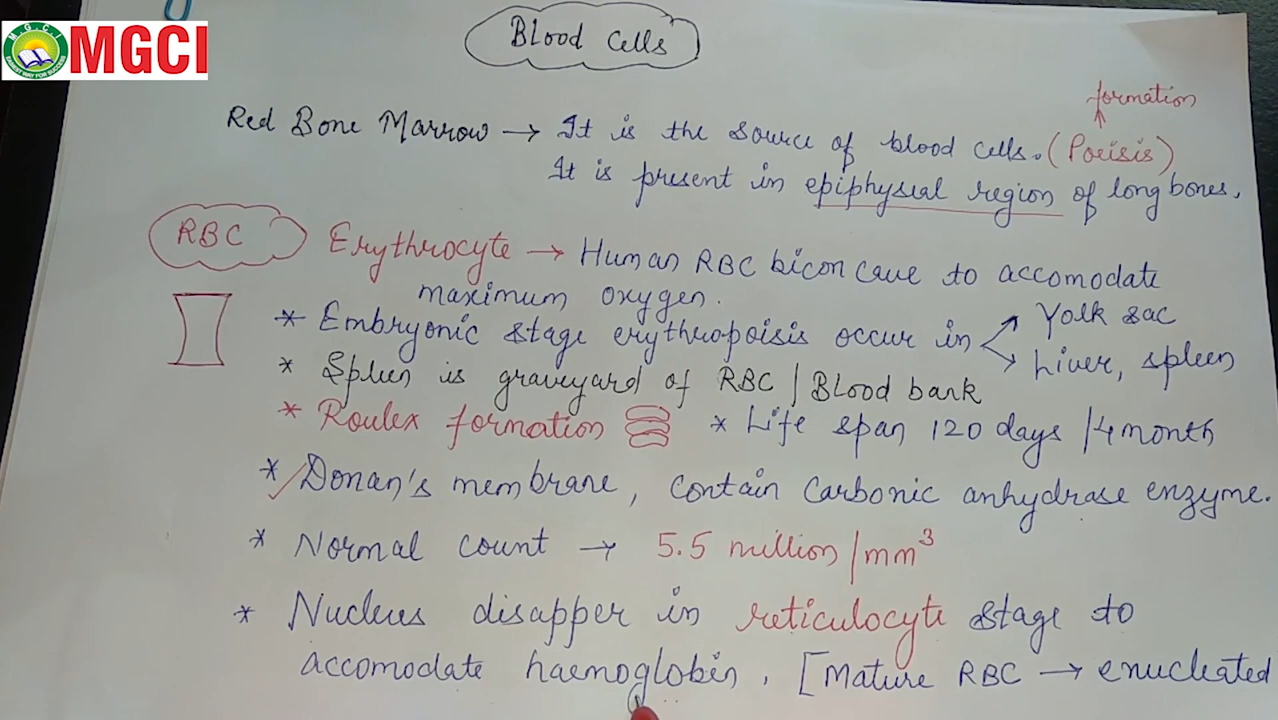 M.G.C.I
MGCI
Blood Cells
formation
Red Bone Marrow → It is the source of blood cells. (Poeisis)
It is present in epiphyseal region of long bones,
RBC Erythrocyte → Human RBC biconcave to accomodate
maximum oxygen.
* Embryonic stage erythropoisis occur in Yolk sac
Liver, spleen
* Spleen is graveyard of RBC | Blood bank
* Roulex formation * Life span 120 days /4 month
* Donan's membrane, contain carbonic anhydrase enzyme.
* Normal count → 5.5 million/mm³
* Nucleus disapper in reticulocyte stage to
accomodate haemoglobin, [Mature RBC → enucleated